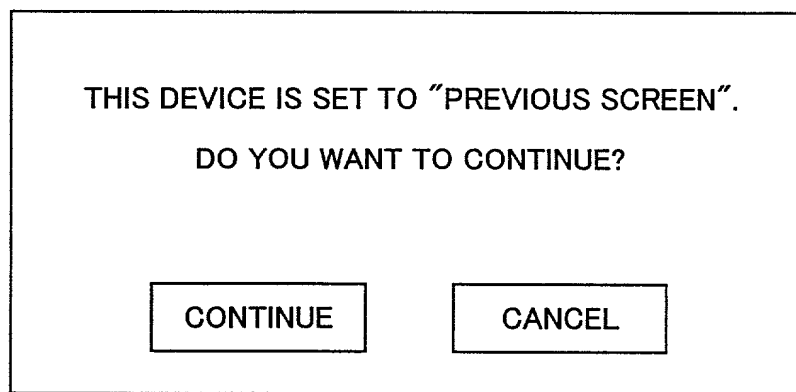 THIS DEVICE IS SET TO "PREVIOUS SCREEN".
DO YOU WANT TO CONTINUE?
CONTINUE CANCEL